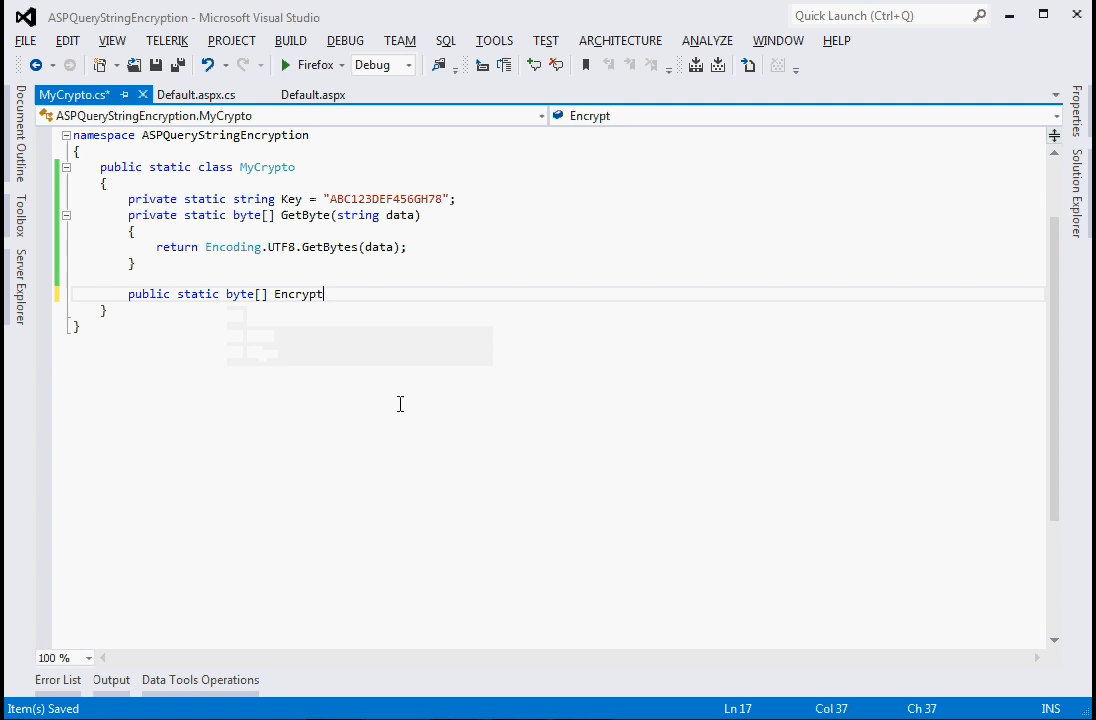 ASPQueryStringEncryption - Microsoft Visual Studio
Quick Launch (Ctrl+Q)
FILE EDIT VIEW TELERIK PROJECT BUILD DEBUG TEAM SQL TOOLS TEST ARCHITECTURE ANALYZE WINDOW HELP
Firefox Debug
MyCrypto.cs* Default.aspx.cs Default.aspx
ASPQueryStringEncryption.MyCrypto Encrypt
Document Outline
Toolbox
Server Explorer
Properties
Solution Explorer
namespace ASPQueryStringEncryption
{
public static class MyCrypto
{
private static string Key = "ABC123DEF456GH78";
private static byte[] GetByte(string data)
{
return Encoding.UTF8.GetBytes(data);
}
public static byte[] Encrypt
}
}
100 %
Error List Output Data Tools Operations
Item(s) Saved Ln 17 Col 37 Ch 37 INS